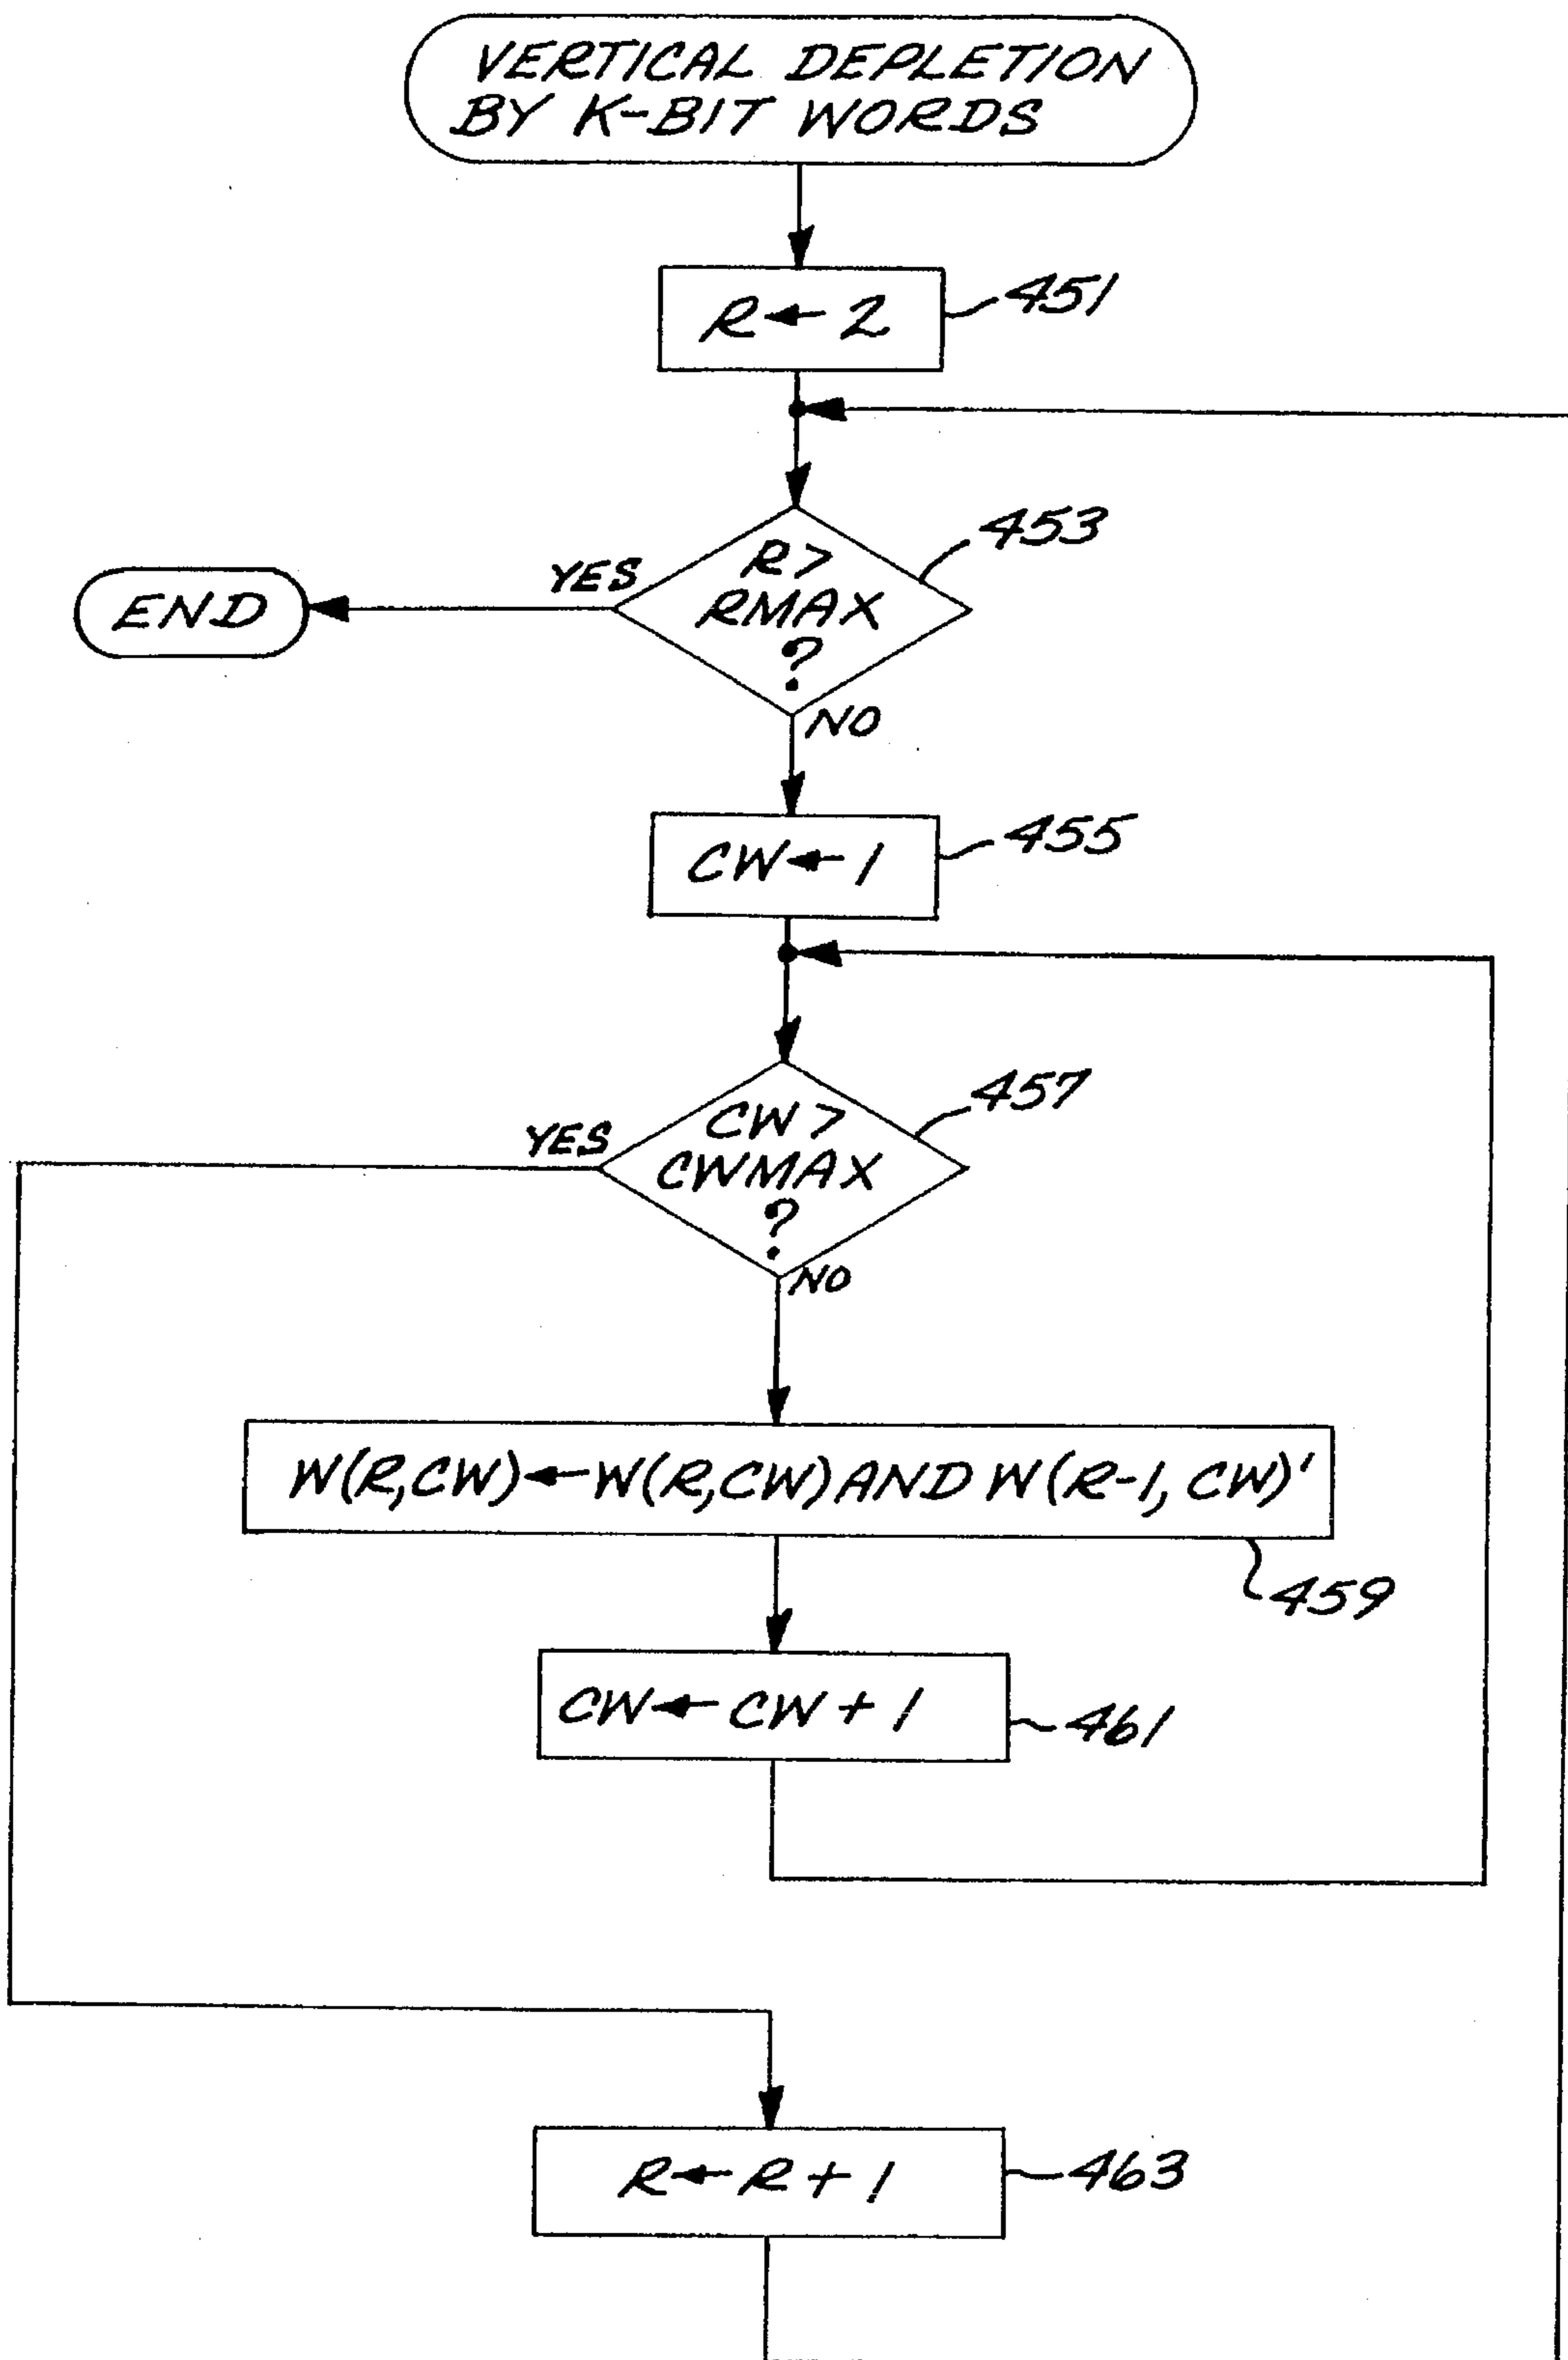 VERTICAL DEPLETION
BY K-BIT WORDS
R←2
451
R>
RMAX
?
453
YES
END
NO
CW←1
455
CW>
CWMAX
?
457
YES
NO
W(R,CW)←W(R,CW)AND W(R-1, CW)'
459
CW←CW+1
461
R←R+1
463